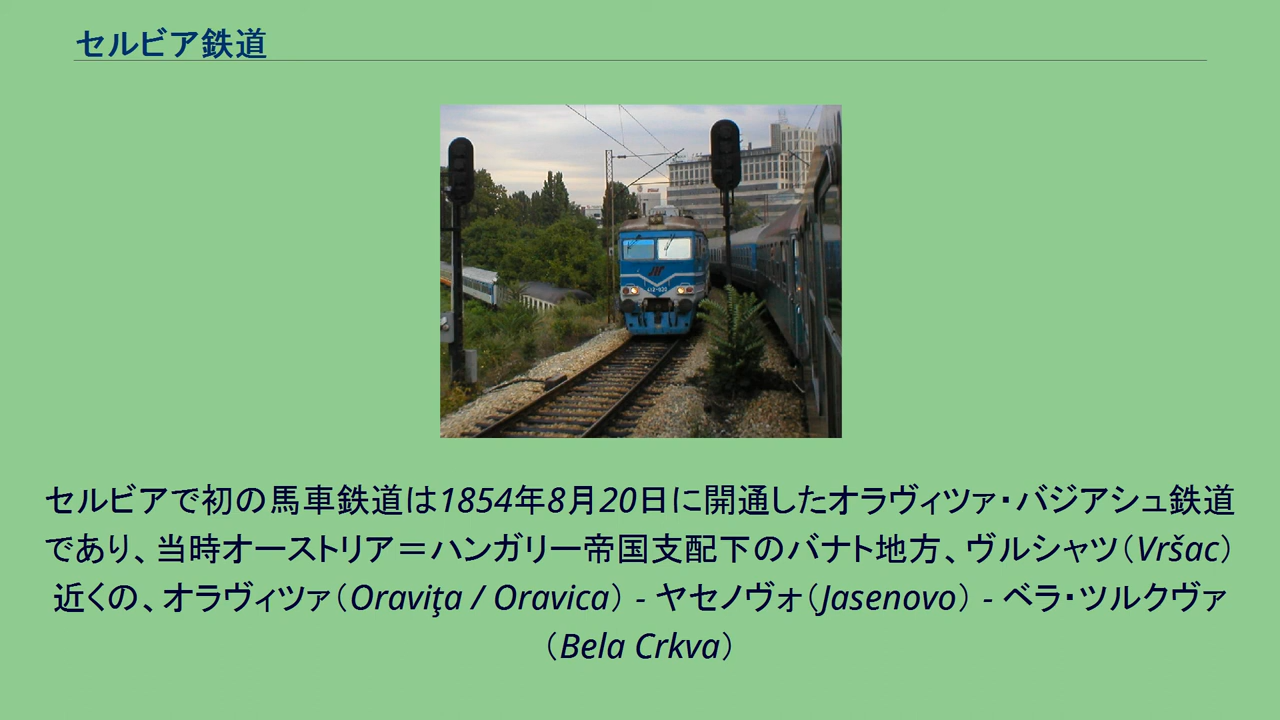 セルビア鉄道
412-030
セルビアで初の馬車鉄道は1854年8月20日に開通したオラヴィツァ・バジアシュ鉄道
であり、当時オーストリア＝ハンガリー帝国支配下のバナト地方、ヴルシャツ（Vršac）
近くの、オラヴィツァ（Oraviţa / Oravica） - ヤセノヴォ（Jasenovo） - ベラ・ツルクヴァ
（Bela Crkva）